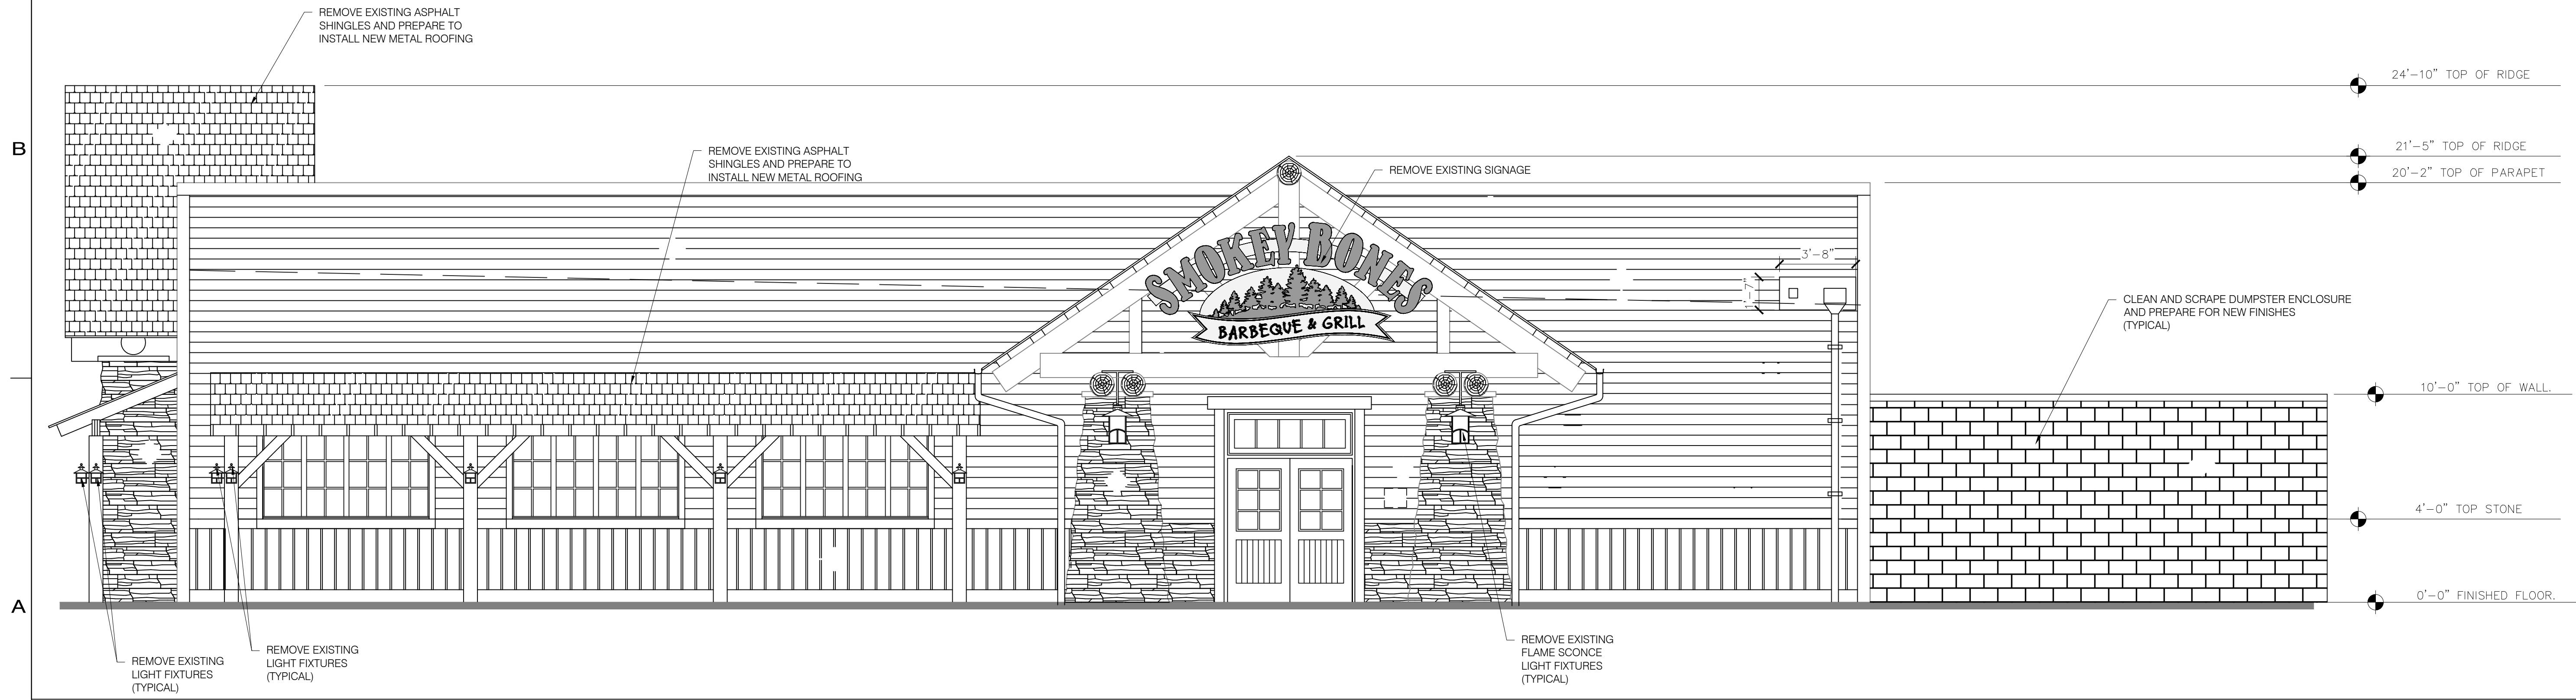 REMOVE EXISTING ASPHALT
SHINGLES AND PREPARE TO
INSTALL NEW METAL ROOFING
24'-10" TOP OF RIDGE
B
REMOVE EXISTING ASPHALT
SHINGLES AND PREPARE TO
INSTALL NEW METAL ROOFING
REMOVE EXISTING SIGNAGE
21'-5" TOP OF RIDGE
20'-2" TOP OF PARAPET
SMOKEY BONES
BARBEQUE & GRILL
3'-8"
1'-7"
CLEAN AND SCRAPE DUMPSTER ENCLOSURE
AND PREPARE FOR NEW FINISHES
(TYPICAL)
10'-0" TOP OF WALL.
4'-0" TOP STONE
A
0'-0" FINISHED FLOOR.
REMOVE EXISTING
LIGHT FIXTURES
(TYPICAL)
REMOVE EXISTING
LIGHT FIXTURES
(TYPICAL)
REMOVE EXISTING
FLAME SCONCE
LIGHT FIXTURES
(TYPICAL)